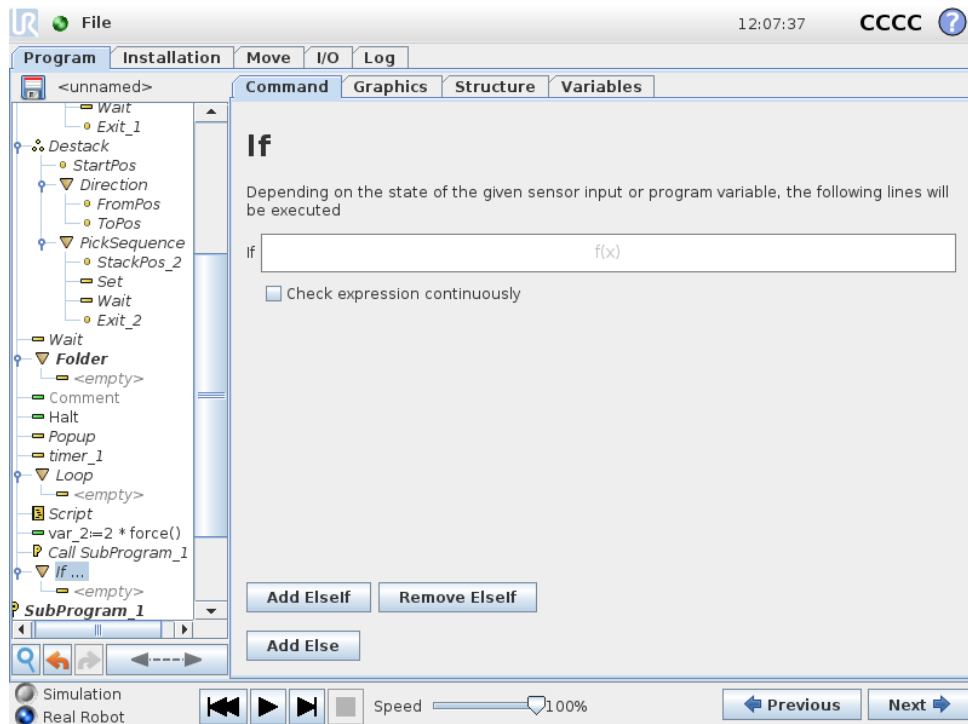 UR File 12:07:37 CCCC ?
Program Installation Move I/O Log
<unnamed>
Command Graphics Structure Variables
Wait
Exit_1
Destack
StartPos
Direction
FromPos
ToPos
PickSequence
StackPos_2
Set
Wait
Exit_2
Wait
Folder
<empty>
Comment
Halt
Popup
timer_1
Loop
<empty>
Script
var_2:=2 * force()
Call SubProgram_1
If ...
<empty>
SubProgram_1
If
Depending on the state of the given sensor input or program variable, the following lines will
be executed
If f(x)
Check expression continuously
Add ElseIf Remove ElseIf
Add Else
Simulation
Real Robot
Speed 100%
Previous Next